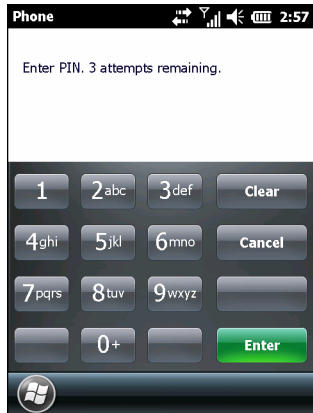 Phone 2:57
Enter PIN. 3 attempts remaining.
1 2abc 3def Clear
4ghi 5jkl 6mno Cancel
7pqrs 8tuv 9wxyz
0+ Enter